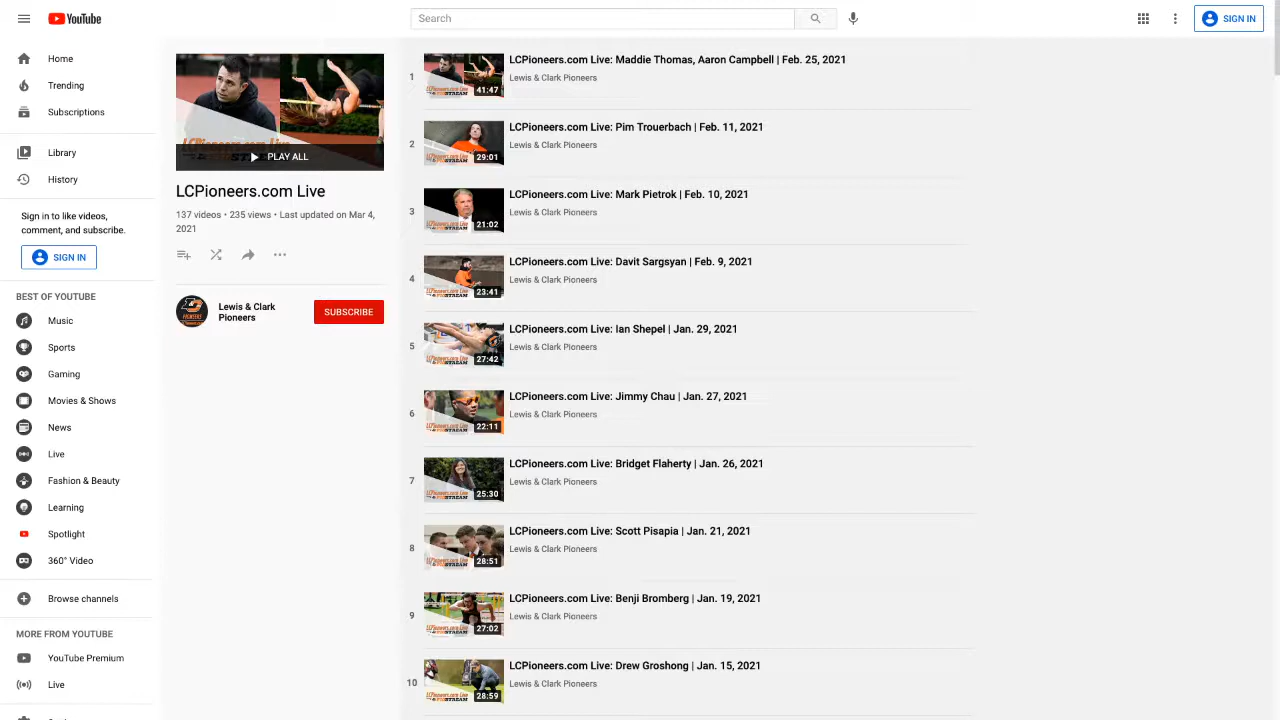 YouTube
Search
SIGN IN
Home
Trending
Subscriptions
Library
History
Sign in to like videos,
comment, and subscribe.
SIGN IN
BEST OF YOUTUBE
Music
Sports
Gaming
Movies & Shows
News
Live
Fashion & Beauty
Learning
Spotlight
360° Video
Browse channels
MORE FROM YOUTUBE
YouTube Premium
Live
PLAY ALL
LCPioneers.com Live
137 videos • 235 views • Last updated on Mar 4,
2021
Lewis & Clark
Pioneers
SUBSCRIBE
1
41:47
LCPioneers.com Live: Maddie Thomas, Aaron Campbell | Feb. 25, 2021
Lewis & Clark Pioneers
2
29:01
LCPioneers.com Live: Pim Trouerbach | Feb. 11, 2021
Lewis & Clark Pioneers
3
21:02
LCPioneers.com Live: Mark Pietrok | Feb. 10, 2021
Lewis & Clark Pioneers
4
23:41
LCPioneers.com Live: Davit Sargsyan | Feb. 9, 2021
Lewis & Clark Pioneers
5
27:42
LCPioneers.com Live: Ian Shepel | Jan. 29, 2021
Lewis & Clark Pioneers
6
22:11
LCPioneers.com Live: Jimmy Chau | Jan. 27, 2021
Lewis & Clark Pioneers
7
25:30
LCPioneers.com Live: Bridget Flaherty | Jan. 26, 2021
Lewis & Clark Pioneers
8
28:51
LCPioneers.com Live: Scott Pisapia | Jan. 21, 2021
Lewis & Clark Pioneers
9
27:02
LCPioneers.com Live: Benji Bromberg | Jan. 19, 2021
Lewis & Clark Pioneers
10
28:59
LCPioneers.com Live: Drew Groshong | Jan. 15, 2021
Lewis & Clark Pioneers